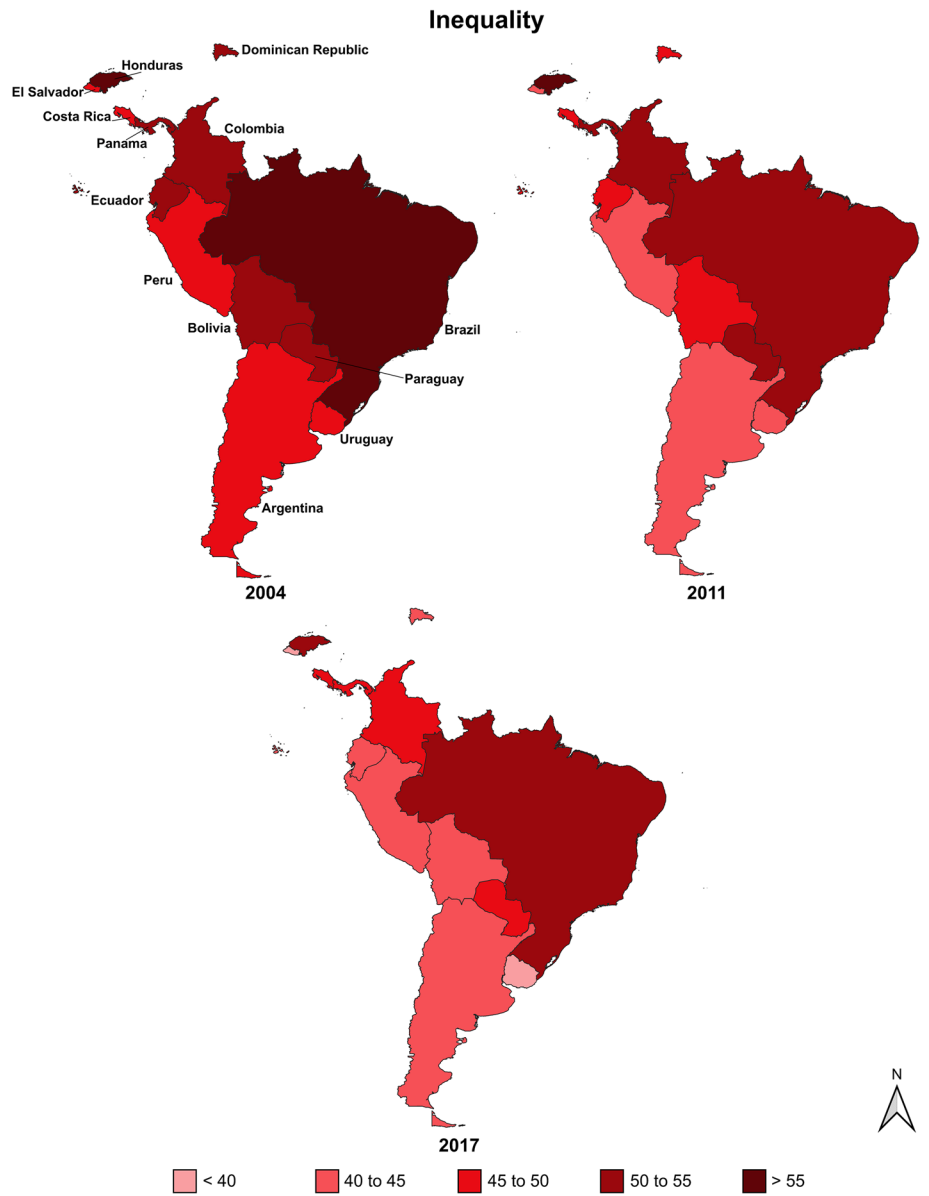 Inequality
Dominican Republic
Honduras
El Salvador
Costa Rica
Panama
Colombia
Ecuador
Peru
Bolivia
Brazil
Paraguay
Uruguay
Argentina
2004
2011
2017
N
< 40
40 to 45
45 to 50
50 to 55
> 55